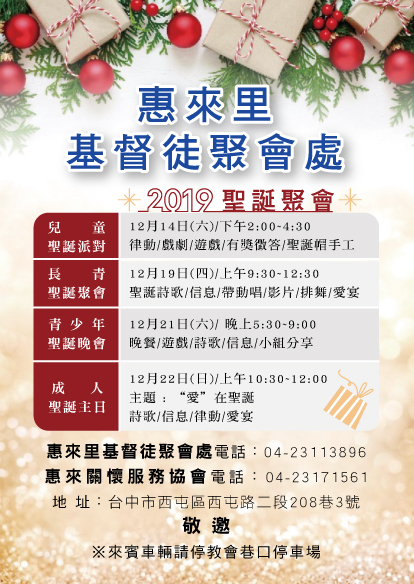 惠來里
基督徒聚會處
2019 聖誕聚會
兒童
聖誕派對
12月14日(六)/下午2:00-4:30
律動/戲劇/遊戲/有獎徵答/聖誕帽手工
長青
聖誕聚會
12月19日(四)/上午9:30-12:30
聖誕詩歌/信息/帶動唱/影片/排舞/愛宴
青少年
聖誕晚會
12月21日(六)/ 晚上5:30-9:00
晚餐/遊戲/詩歌/信息/小組分享
成人
聖誕主日
12月22日(日)/上午10:30-12:00
主題：“愛”在聖誕
詩歌/信息/律動/愛宴
惠來里基督徒聚會處電話：04-23113896
惠來關懷服務協會電話：04-23171561
地址：台中市西屯區西屯路二段208巷3號
敬邀
※來賓車輛請停教會巷口停車場